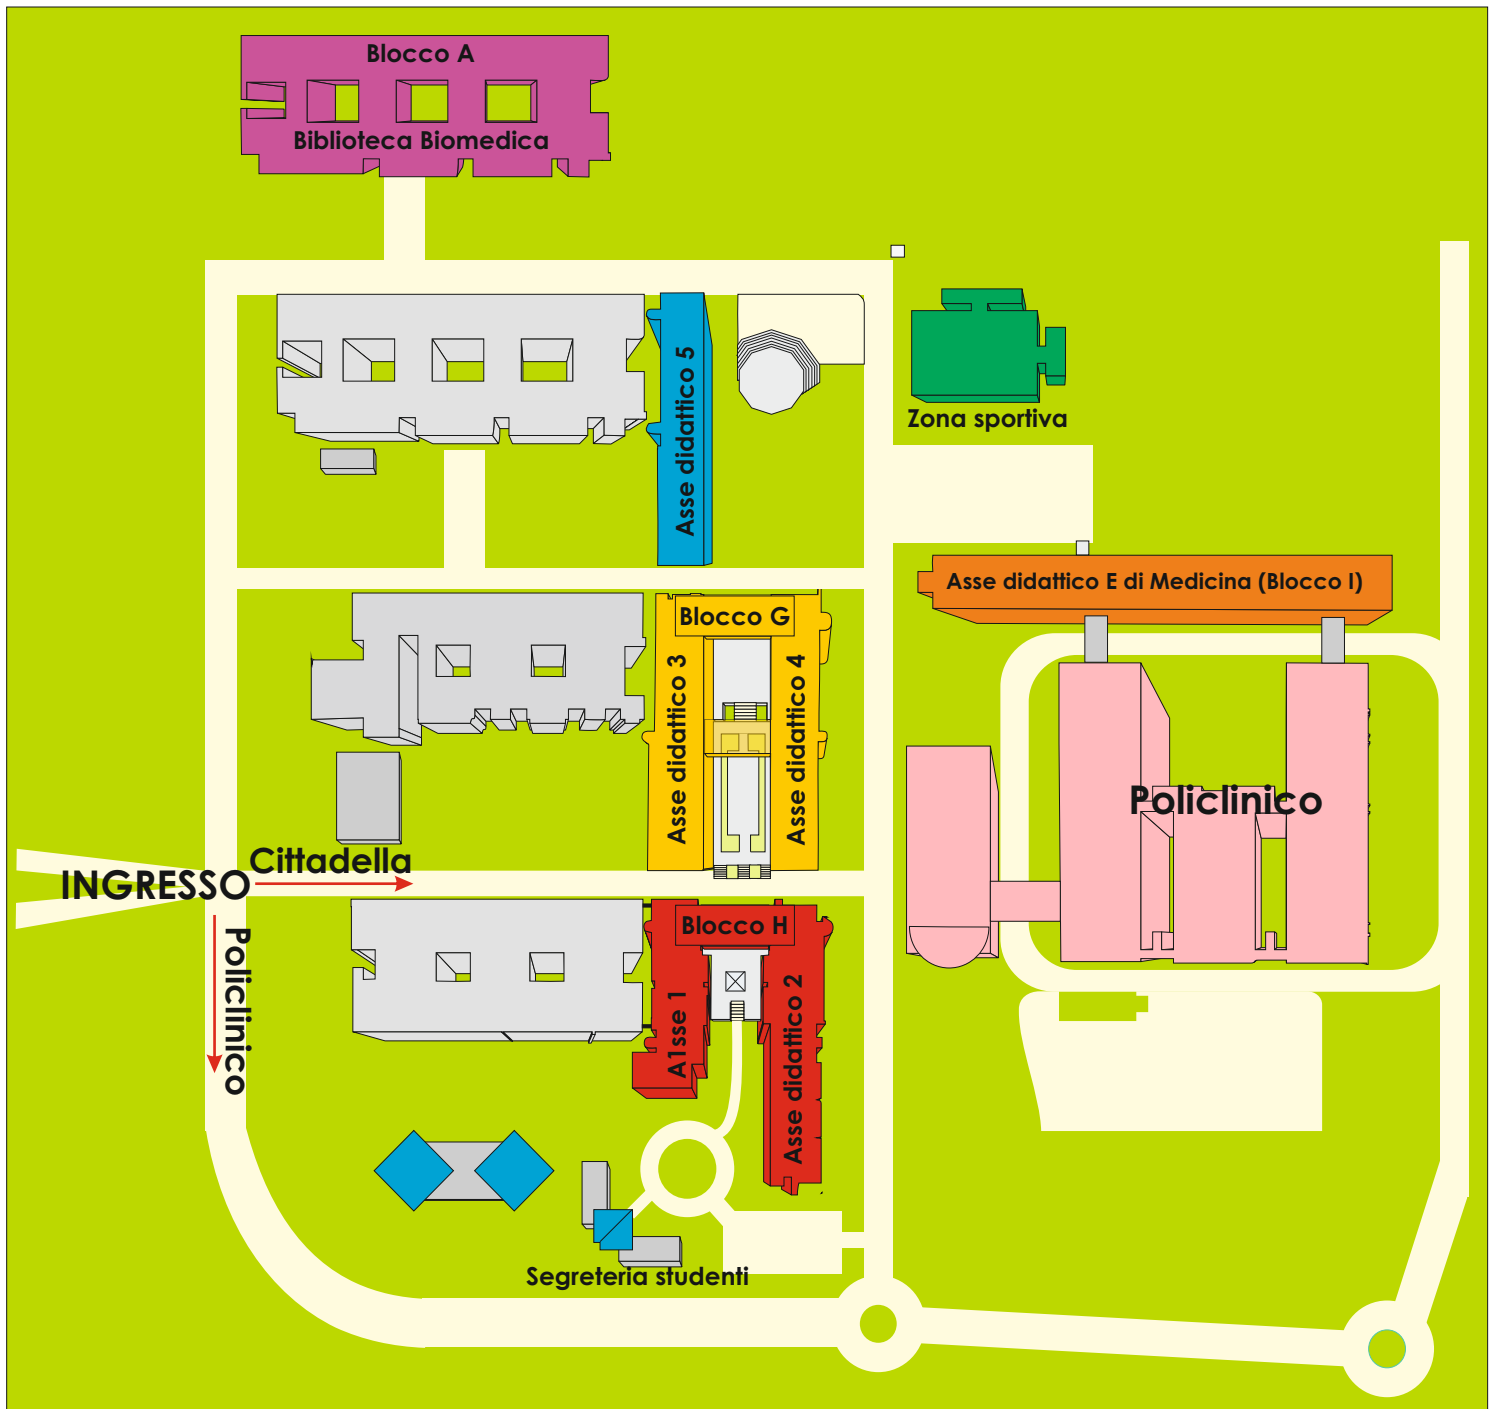 Blocco A
Biblioteca Biomedica
Asse didattico 5
Zona sportiva
Asse didattico E di Medicina (Blocco I)
Blocco G
Asse didattico 3
Asse didattico 4
Policlinico
Cittadella
INGRESSO
Policlinico
Blocco H
A1sse 1
Asse didattico 2
Segreteria studenti